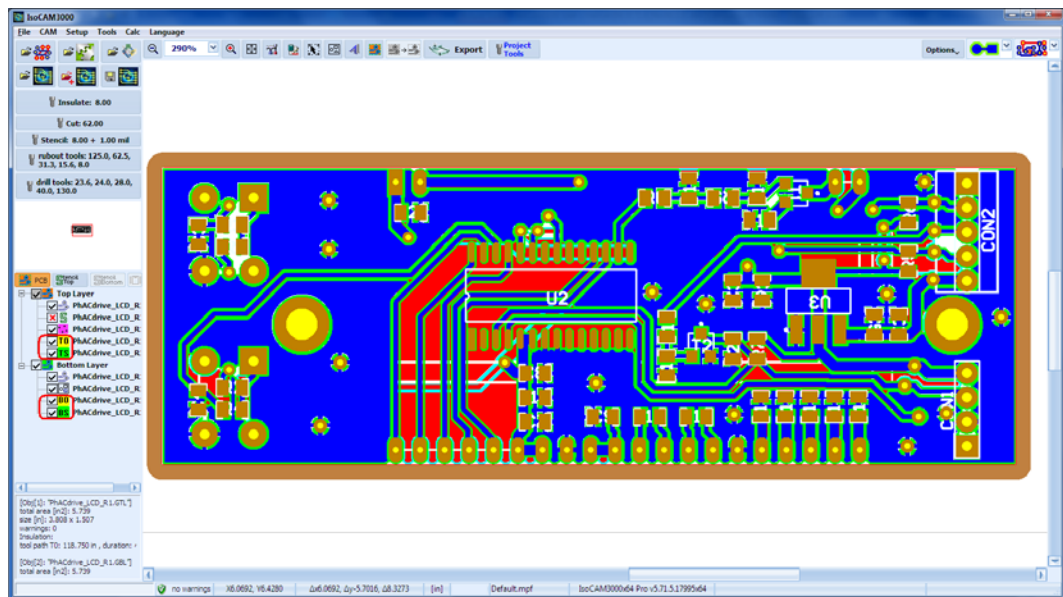 IsoCAM3000
File CAM Setup Tools Calc Language
290% Export Project Tools Options
Insulate: 8.00
Cut: 62.00
Stencil: 8.00 + 1.00 mil
rubout tools: 125.0, 62.5,
31.3, 15.6, 8.0
drill tools: 23.6, 24.0, 28.0,
40.0, 130.0
PCB Stencil Top Stencil Bottom
Top Layer
PhACdrive_LCD_R
PhACdrive_LCD_R
PhACdrive_LCD_R
T0 PhACdrive_LCD_R
TS PhACdrive_LCD_R
Bottom Layer
PhACdrive_LCD_R
PhACdrive_LCD_R
B0 PhACdrive_LCD_R
BS PhACdrive_LCD_R
U2
U3
CON2
CON1
[Obj[1]: "PhACdrive_LCD_R1.GTL"]
total area [in2]: 5.739
size [in]: 3.808 x 1.507
warnings: 0
Insulation:
tool path T0: 118.750 in , duration:
[Obj[2]: "PhACdrive_LCD_R1.GBL"]
total area [in2]: 5.739
no warnings X6.0692, Y6.4280 Δx6.0692, Δy-5.7016, Δ8.3273 [in] Default.mpf IsoCAM3000x64 Pro v5.71.5.17995x64